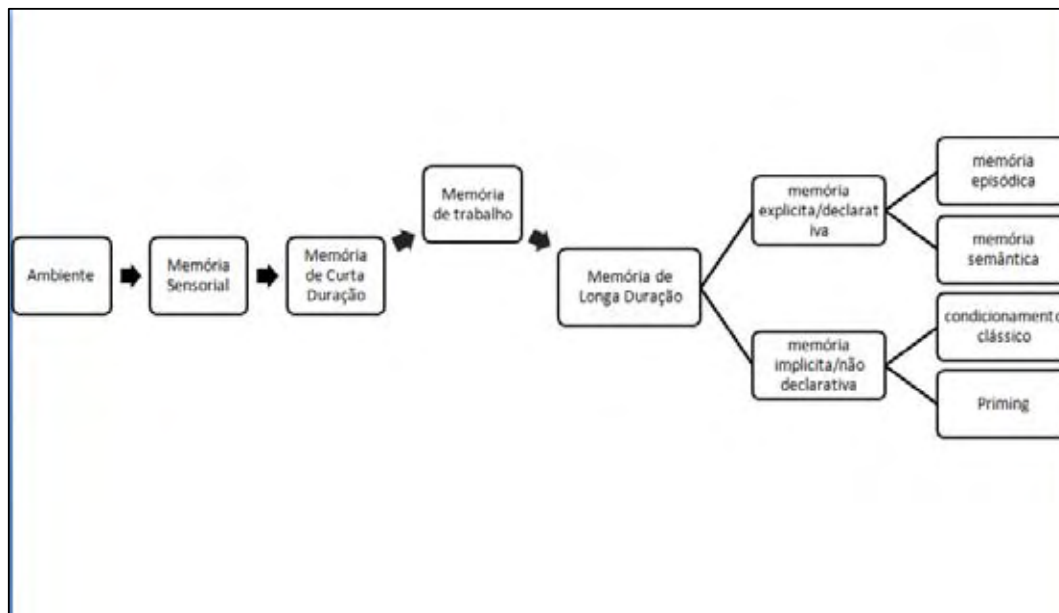 Ambiente
Memória
Sensorial
Memória
de Curta
Duração
Memória
de trabalho
Memória de
Longa Duração
memória
explicita/declarat
iva
memória
implicita/não
declarativa
memória
episódica
memória
semântica
condicionamento
clássico
Priming